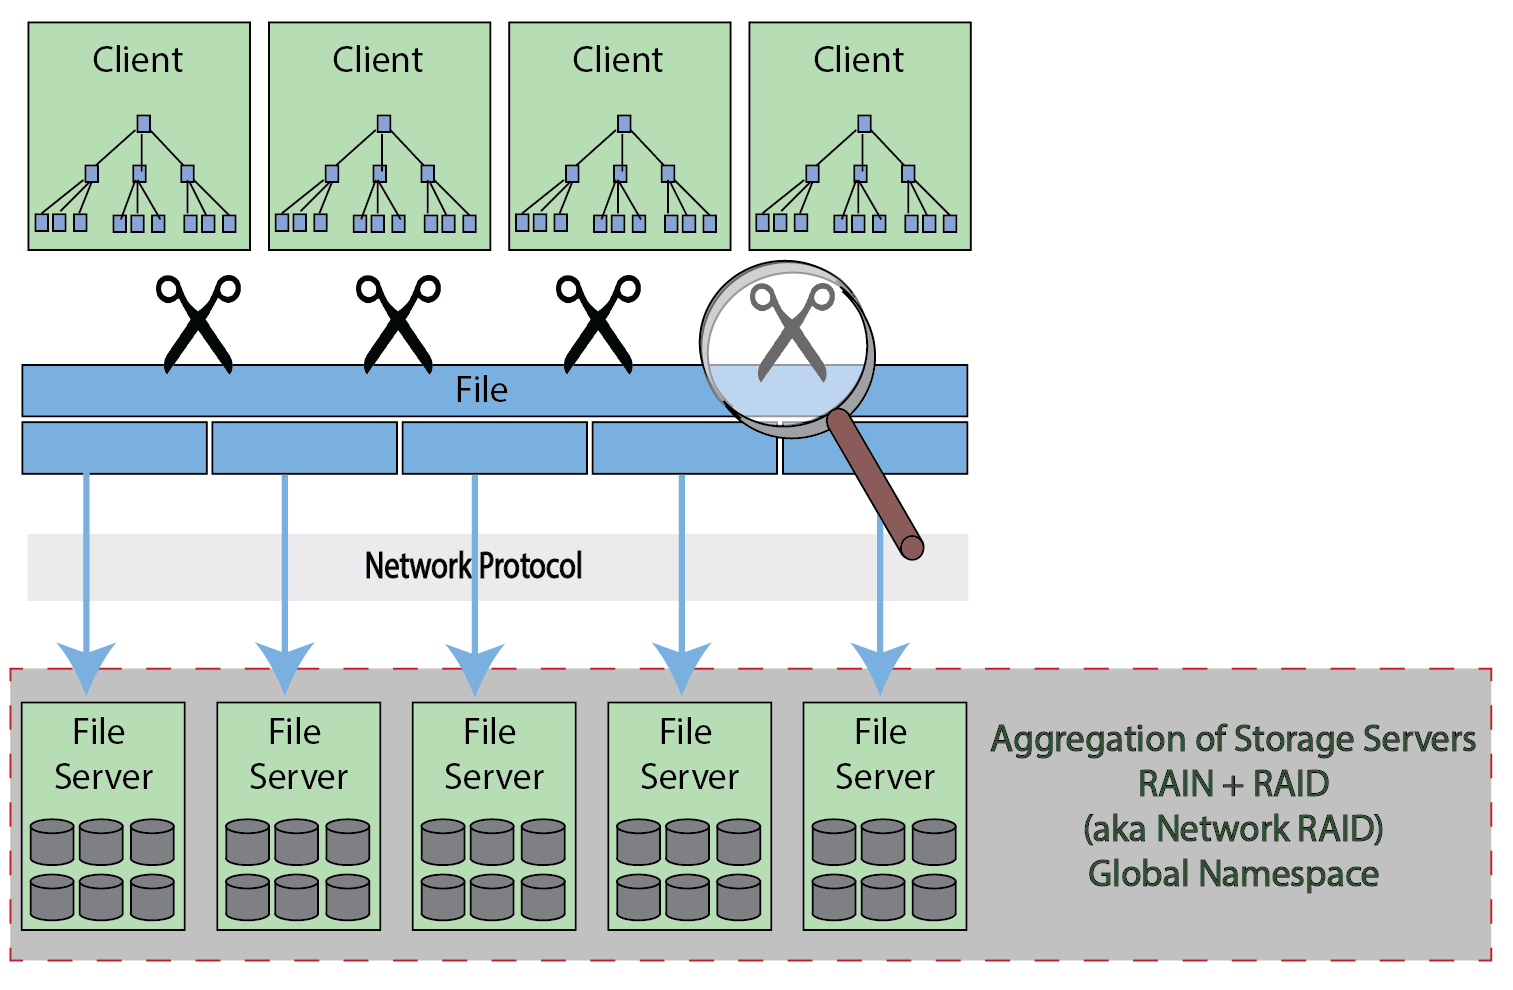 Client
Client
Client
Client
File
Network Protocol
File
Server
File
Server
File
Server
File
Server
File
Server
Aggregation of Storage Servers
RAIN + RAID
(aka Network RAID)
Global Namespace